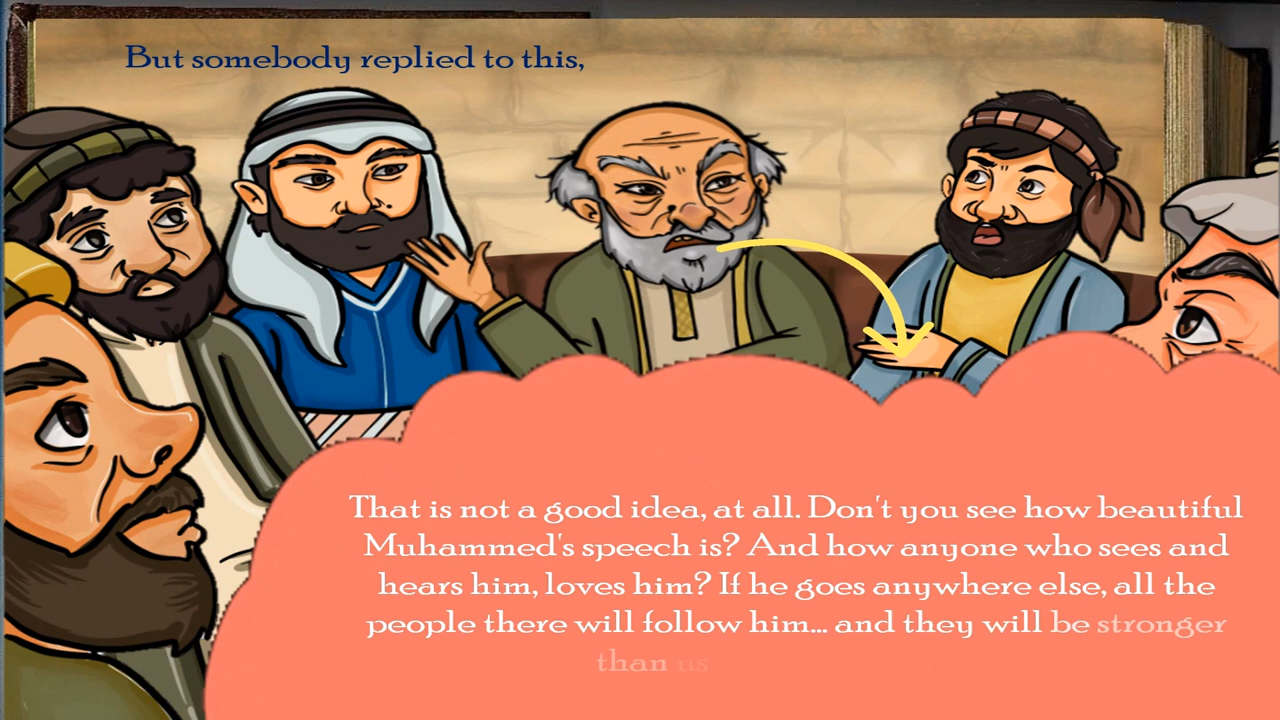 But somebody replied to this,
That is not a good idea, at all. Don't you see how beautiful
Muhammed's speech is? And how anyone who sees and
hears him, loves him? If he goes anywhere else, all the
people there will follow him... and they will be stronger
than us